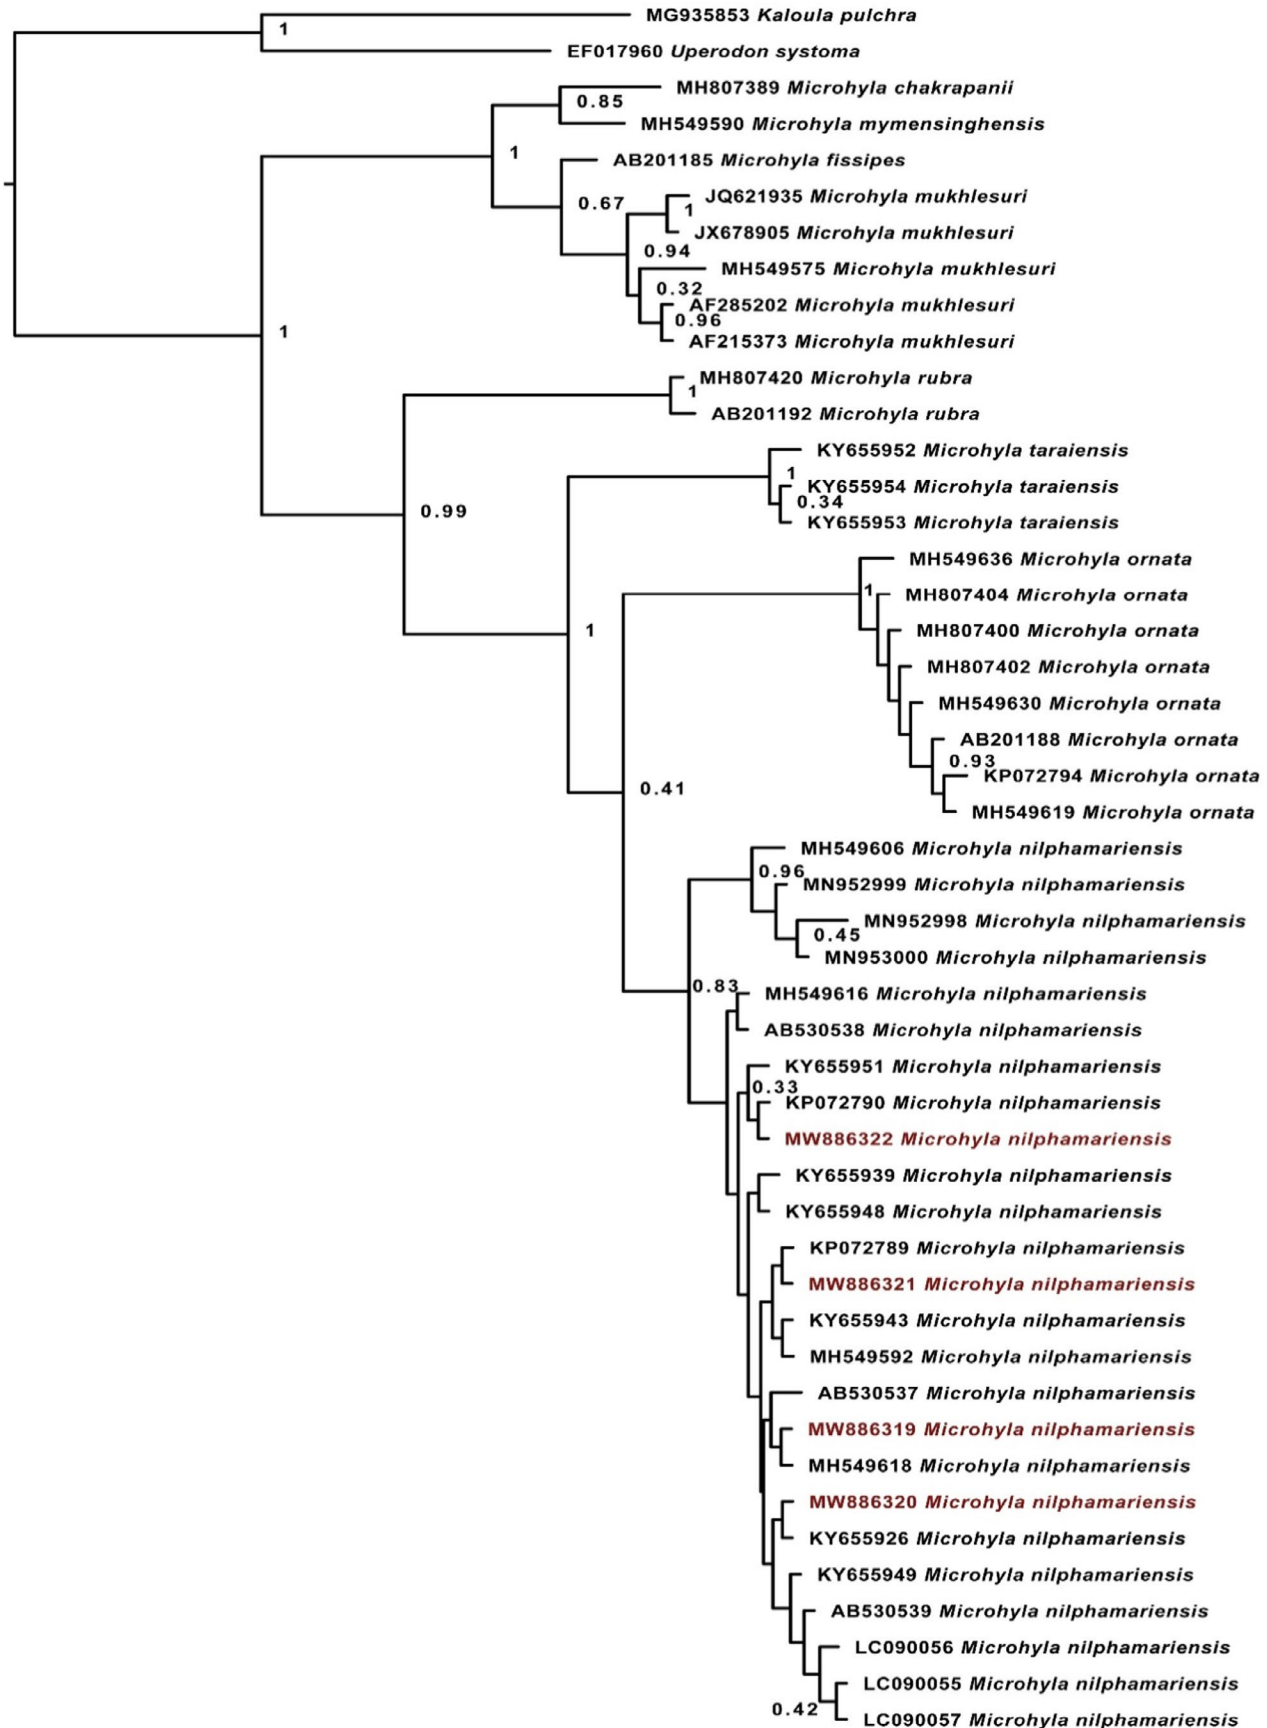 MG935853 Kaloula pulchra
1
EF017960 Uperodon systoma
MH807389 Microhyla chakrapanii
0.85
MH549590 Microhyla mymensinghensis
1
AB201185 Microhyla fissipes
JQ621935 Microhyla mukhlesuri
0.67
1
JX678905 Microhyla mukhlesuri
0.94
MH549575 Microhyla mukhlesuri
0.32
AF285202 Microhyla mukhlesuri
0.96
1
AF215373 Microhyla mukhlesuri
MH807420 Microhyla rubra
1
AB201192 Microhyla rubra
KY655952 Microhyla taraiensis
1
KY655954 Microhyla taraiensis
0.34
0.99
KY655953 Microhyla taraiensis
MH549636 Microhyla ornata
1
MH807404 Microhyla ornata
1
MH807400 Microhyla ornata
MH807402 Microhyla ornata
MH549630 Microhyla ornata
AB201188 Microhyla ornata
0.93
KP072794 Microhyla ornata
0.41
MH549619 Microhyla ornata
MH549606 Microhyla nilphamariensis
0.96
MN952999 Microhyla nilphamariensis
MN952998 Microhyla nilphamariensis
0.45
MN953000 Microhyla nilphamariensis
0.83
MH549616 Microhyla nilphamariensis
AB530538 Microhyla nilphamariensis
KY655951 Microhyla nilphamariensis
0.33
KP072790 Microhyla nilphamariensis
MW886322 Microhyla nilphamariensis
KY655939 Microhyla nilphamariensis
KY655948 Microhyla nilphamariensis
KP072789 Microhyla nilphamariensis
MW886321 Microhyla nilphamariensis
KY655943 Microhyla nilphamariensis
MH549592 Microhyla nilphamariensis
AB530537 Microhyla nilphamariensis
MW886319 Microhyla nilphamariensis
MH549618 Microhyla nilphamariensis
MW886320 Microhyla nilphamariensis
KY655926 Microhyla nilphamariensis
KY655949 Microhyla nilphamariensis
AB530539 Microhyla nilphamariensis
LC090056 Microhyla nilphamariensis
LC090055 Microhyla nilphamariensis
0.42
LC090057 Microhyla nilphamariensis